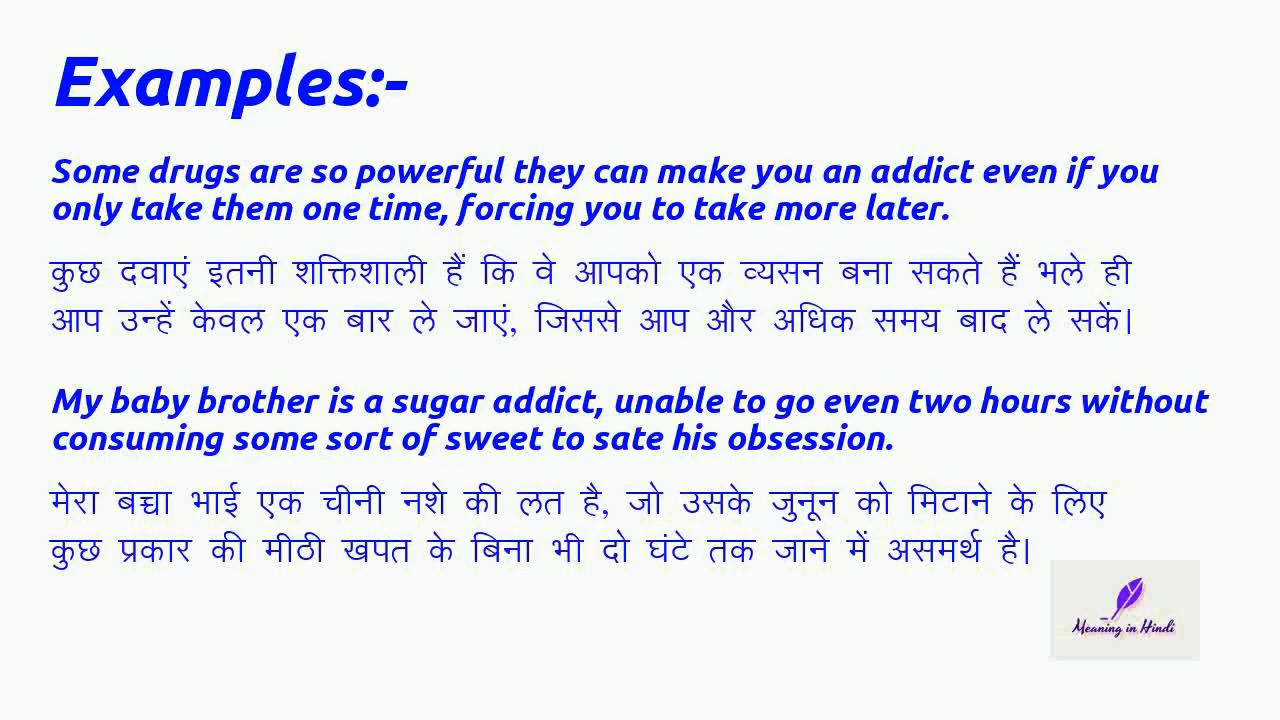 Examples:-
Some drugs are so powerful they can make you an addict even if you
only take them one time, forcing you to take more later.
कुछ दवाएं इतनी शक्तिशाली हैं कि वे आपको एक व्यसन बना सकते हैं भले ही
आप उन्हें केवल एक बार ले जाएं, जिससे आप और अधिक समय बाद ले सकें।
My baby brother is a sugar addict, unable to go even two hours without
consuming some sort of sweet to sate his obsession.
मेरा बच्चा भाई एक चीनी नशे की लत है, जो उसके जुनून को मिटाने के लिए
कुछ प्रकार की मीठी खपत के बिना भी दो घंटे तक जाने में असमर्थ है।
Meaning in Hindi